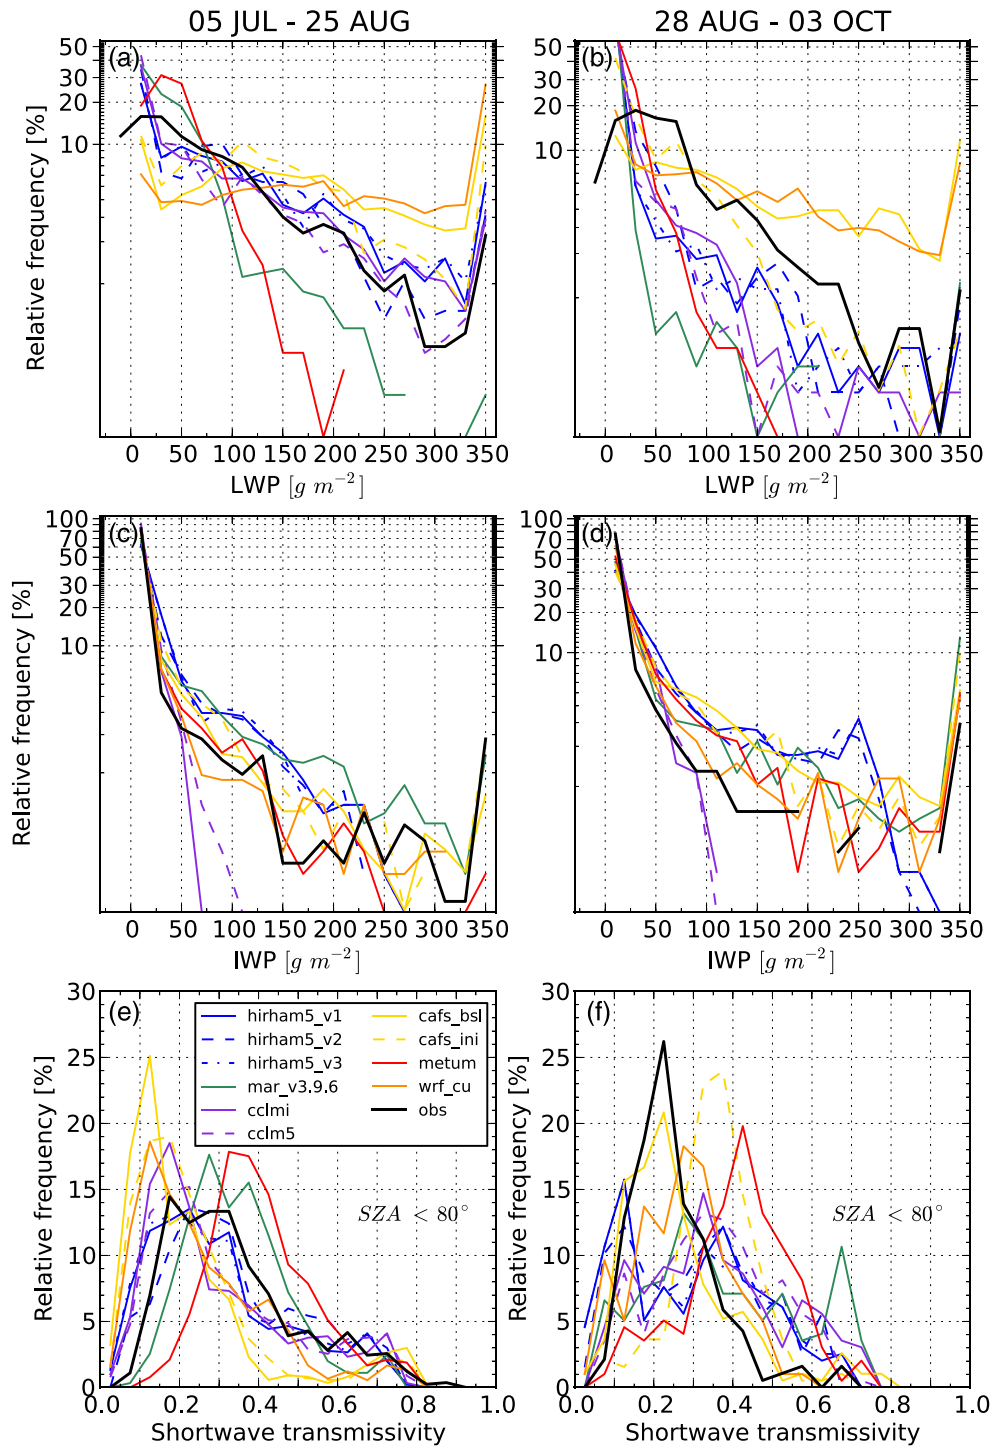 05 JUL - 25 AUG
28 AUG - 03 OCT
(a)
50
30
20
10
Relative frequency [%]
0 50 100 150 200 250 300 350
LWP [g m⁻²]
(b)
50
30
20
10
Relative frequency [%]
0 50 100 150 200 250 300 350
LWP [g m⁻²]
(c)
100
70
50
30
20
10
Relative frequency [%]
0 50 100 150 200 250 300 350
IWP [g m⁻²]
(d)
100
70
50
30
20
10
Relative frequency [%]
0 50 100 150 200 250 300 350
IWP [g m⁻²]
(e)
30
25
20
15
10
5
0
Relative frequency [%]
hirham5_v1
hirham5_v2
hirham5_v3
mar_v3.9.6
cclmi
cclm5
cafs_bsl
cafs_ini
metum
wrf_cu
obs
SZA < 80°
0.0 0.2 0.4 0.6 0.8 1.0
Shortwave transmissivity
(f)
30
25
20
15
10
5
0
Relative frequency [%]
SZA < 80°
0.0 0.2 0.4 0.6 0.8 1.0
Shortwave transmissivity